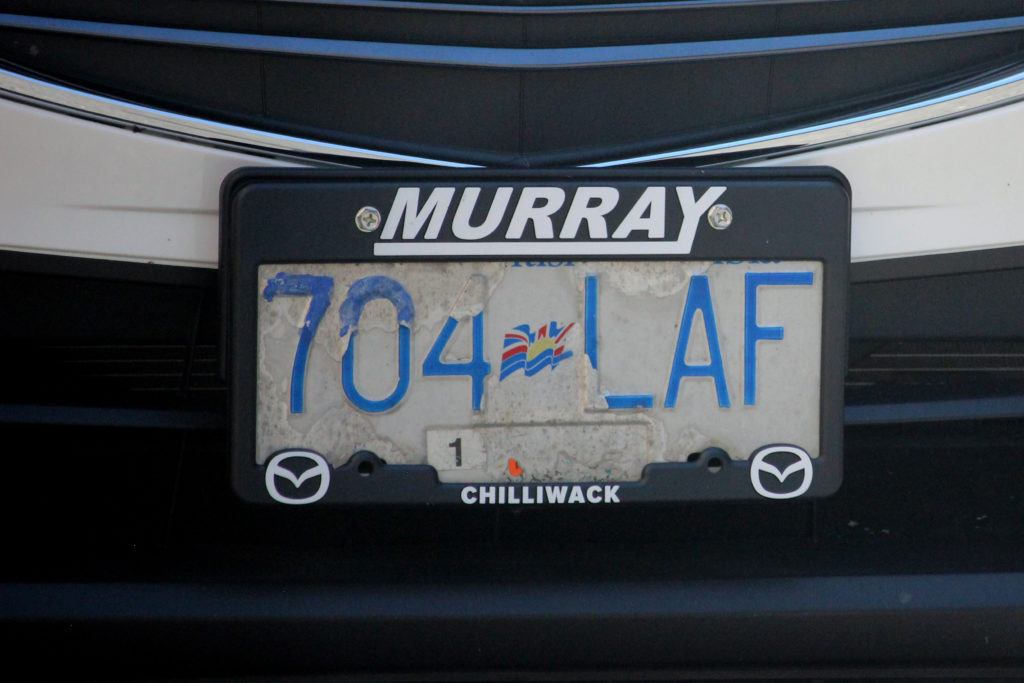 MURRAY
704 LAF
1
CHILLIWACK